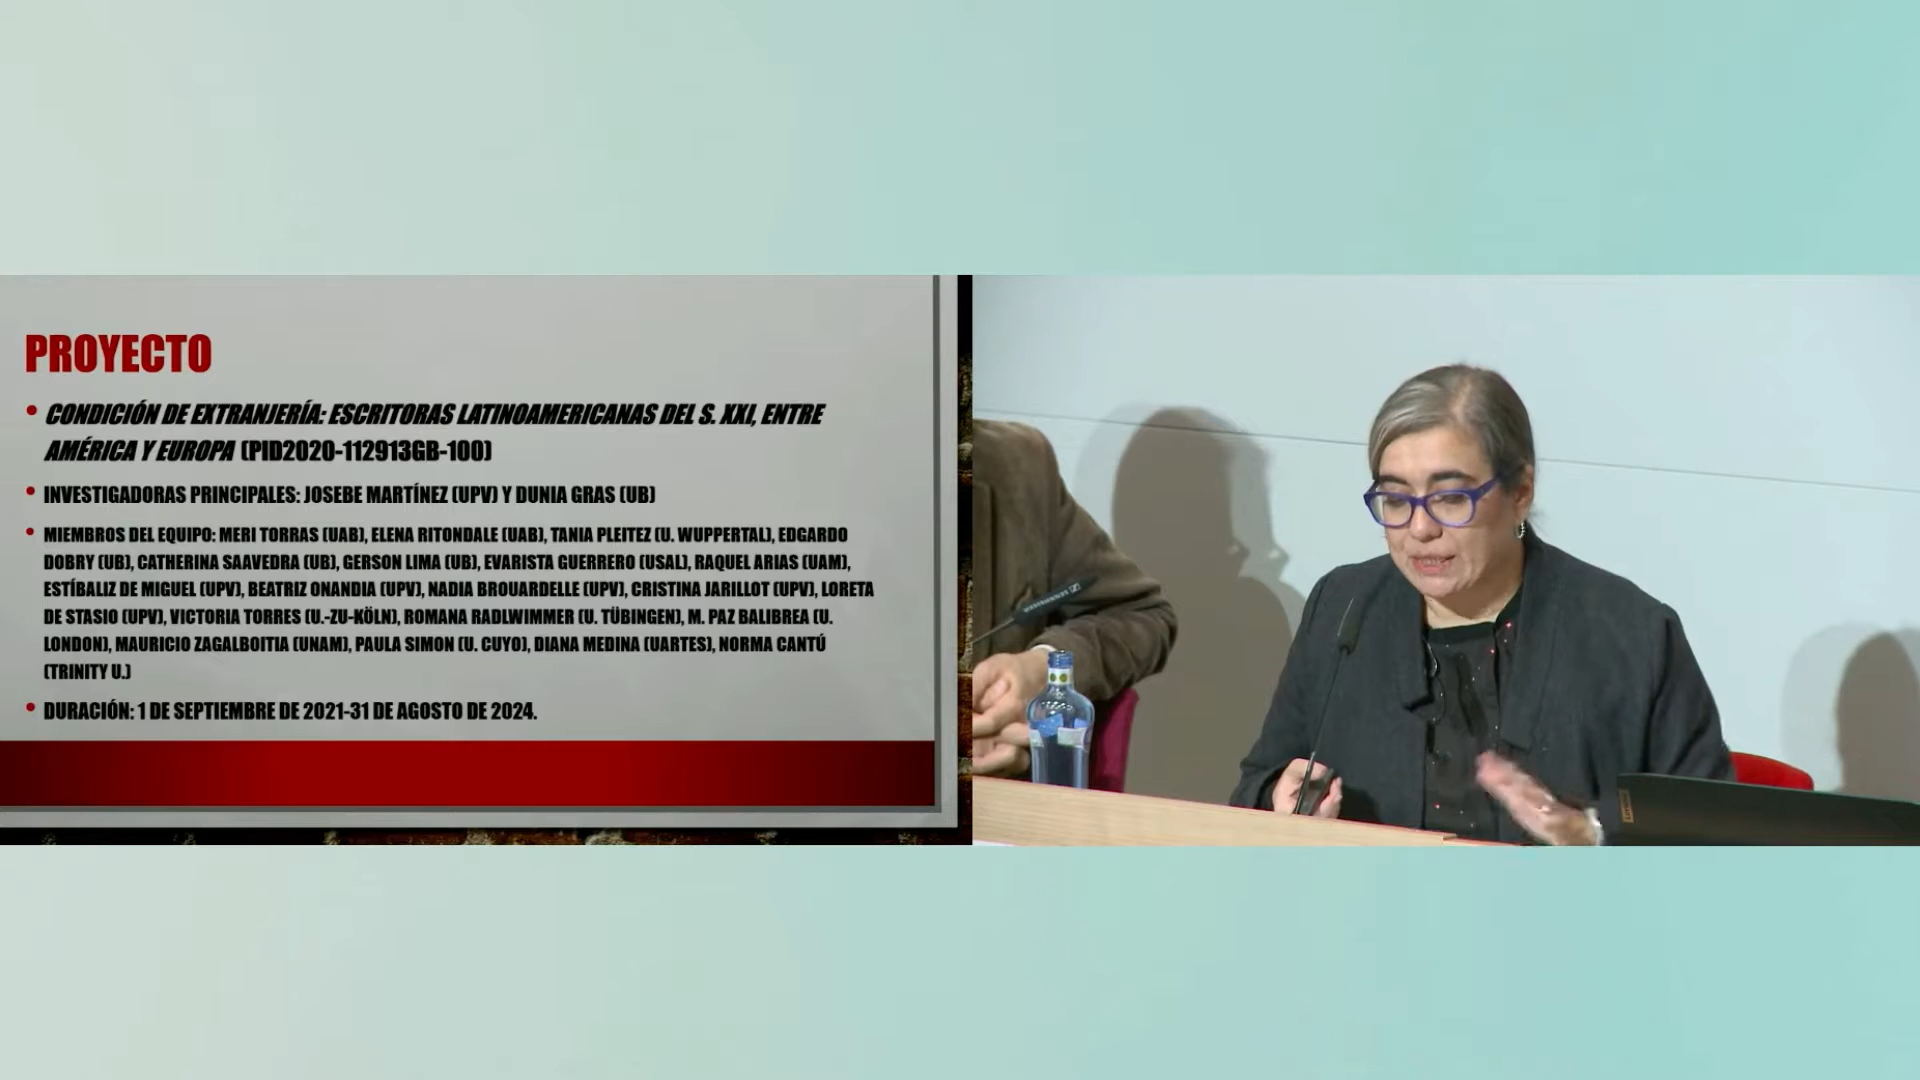 PROYECTO
• CONDICIÓN DE EXTRANJERÍA: ESCRITORAS LATINOAMERICANAS DEL S. XXI, ENTRE
AMÉRICA Y EUROPA (PID2020-112913GB-100)
• INVESTIGADORAS PRINCIPALES: JOSEBE MARTÍNEZ (UPV) Y DUNIA GRAS (UB)
• MIEMBROS DEL EQUIPO: MERI TORRAS (UAB), ELENA RITONDALE (UAB), TANIA PLEITEZ (U. WUPPERTAL), EDGARDO
DOBRY (UB), CATHERINA SAAVEDRA (UB), GERSON LIMA (UB), EVARISTA GUERRERO (USAL), RAQUEL ARIAS (UAM),
ESTÍBALIZ DE MIGUEL (UPV), BEATRIZ ONANDIA (UPV), NADIA BROUARDELLE (UPV), CRISTINA JARILLOT (UPV), LORETA
DE STASIO (UPV), VICTORIA TORRES (U.-ZU-KÖLN), ROMANA RADLWIMMER (U. TÜBINGEN), M. PAZ BALIBREA (U.
LONDON), MAURICIO ZAGALBOITIA (UNAM), PAULA SIMON (U. CUYO), DIANA MEDINA (UARTES), NORMA CANTÚ
(TRINITY U.)
• DURACIÓN: 1 DE SEPTIEMBRE DE 2021-31 DE AGOSTO DE 2024.